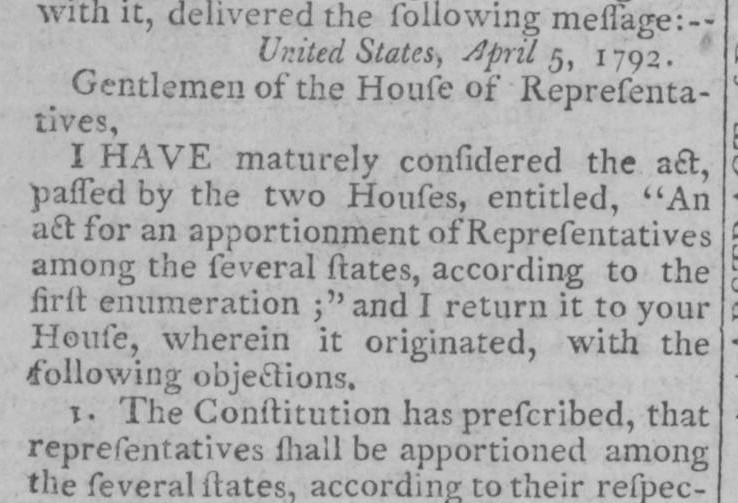 with it, delivered the following meſſage:--
United States, April 5, 1792.
Gentlemen of the Houſe of Repreſenta-
tives,
I HAVE maturely conſidered the act,
paſſed by the two Houſes, entitled, “An
act for an apportionment of Repreſentatives
among the ſeveral ſtates, according to the
firſt enumeration ;” and I return it to your
Houſe, wherein it originated, with the
following objections.
1. The Conſtitution has preſcribed, that
repreſentatives ſhall be apportioned among
the ſeveral ſtates, according to their reſpec-